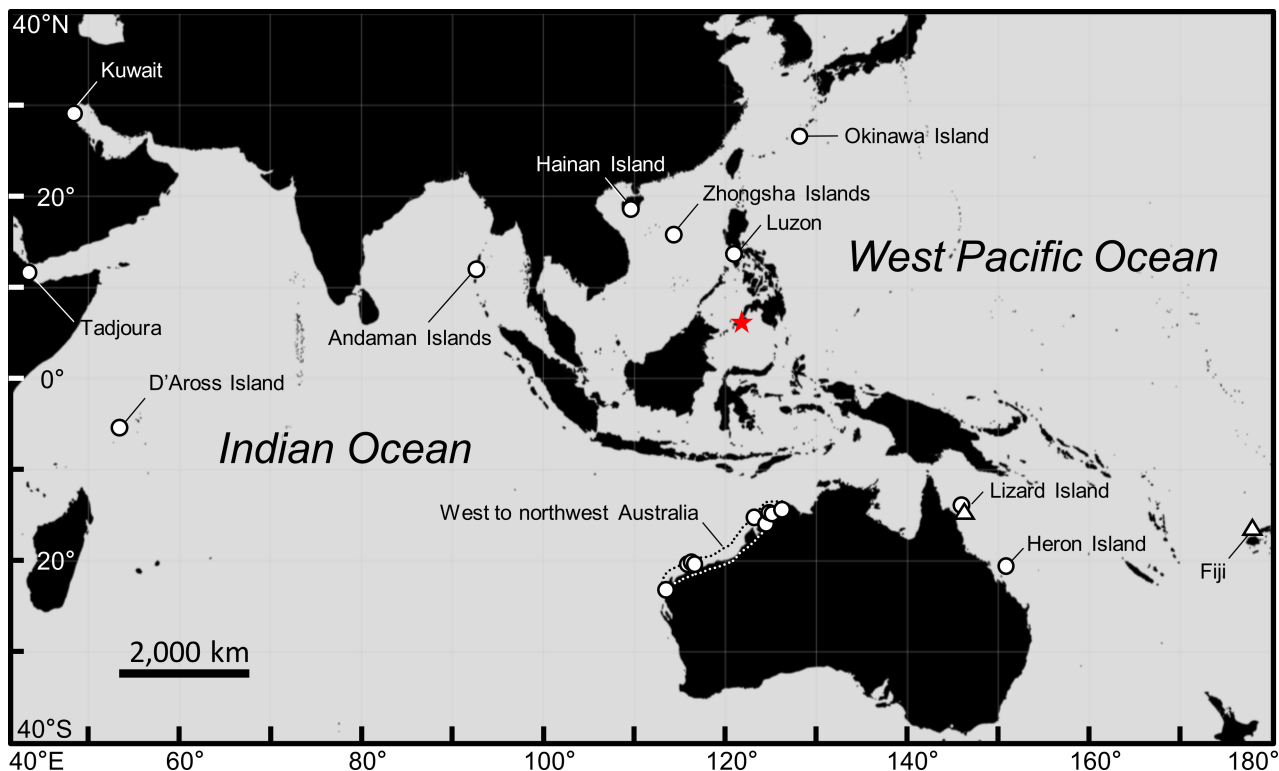 40°N
Kuwait
Okinawa Island
Hainan Island
20°
Zhongsha Islands
Luzon
West Pacific Ocean
Tadjoura
Andaman Islands
0°
D'Aross Island
Indian Ocean
Lizard Island
West to northwest Australia
Heron Island
20°
Fiji
2,000 km
40°S
40°E
60°
80°
100°
120°
140°
160°
180°